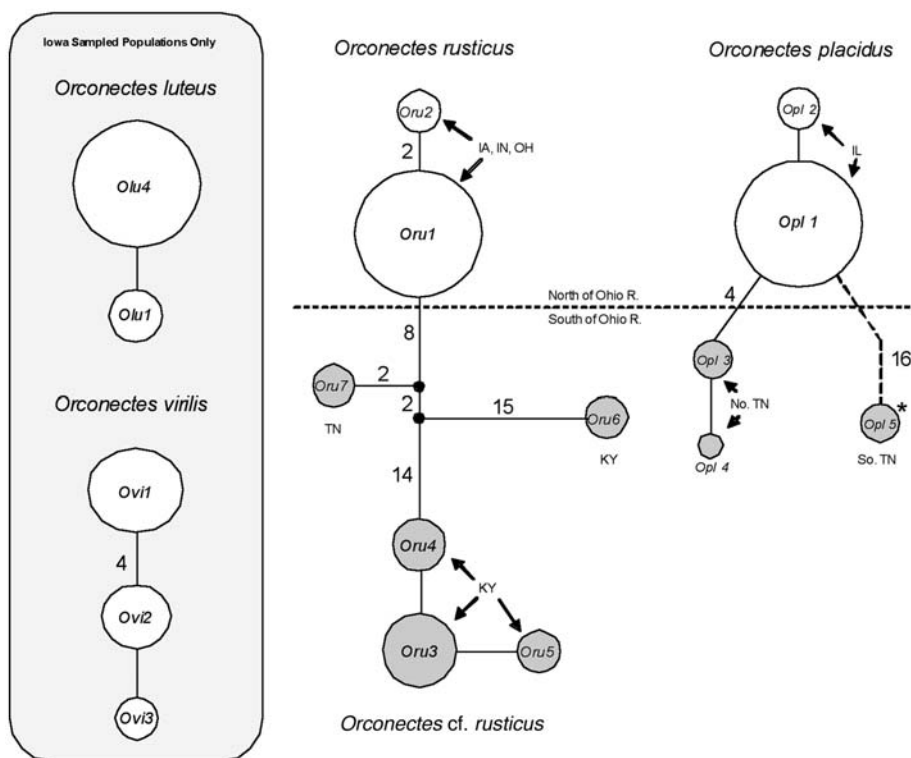 Iowa Sampled Populations Only
Orconectes luteus
Olu4
Olu1
Orconectes virilis
Ovi1
4
Ovi2
Ovi3
Orconectes rusticus
Oru2
2
IA, IN, OH
Oru1
North of Ohio R.
South of Ohio R.
8
Oru7
2
TN
2
15
Oru6
KY
14
Oru4
KY
Oru3
Oru5
Orconectes cf. rusticus
Orconectes placidus
Opl 2
IL
Opl 1
4
16
Opl 3
No. TN
Opl 4
Opl 5 *
So. TN